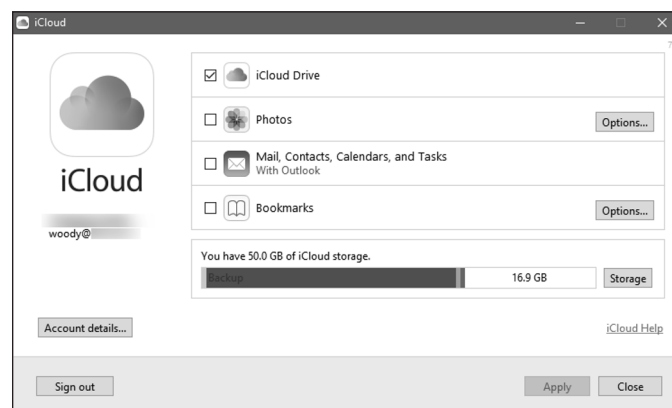 iCloud
iCloud Drive
Photos
Options...
Mail, Contacts, Calendars, and Tasks
With Outlook
Bookmarks
Options...
iCloud
woody@
You have 50.0 GB of iCloud storage.
Backup
16.9 GB
Storage
Account details...
iCloud Help
Sign out
Apply
Close